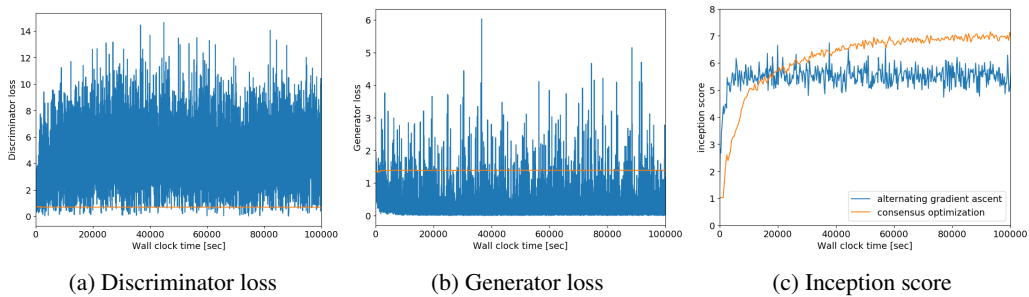 14
12
10
8
6
4
2
0
Discriminator loss
0 20000 40000 60000 80000 100000
Wall clock time [sec]
(a) Discriminator loss
6
5
4
3
2
1
0
Generator loss
0 20000 40000 60000 80000 100000
Wall clock time [sec]
(b) Generator loss
8
7
6
5
4
3
2
1
0
inception score
alternating gradient ascent
consensus optimization
0 20000 40000 60000 80000 100000
Wall clock time [sec]
(c) Inception score